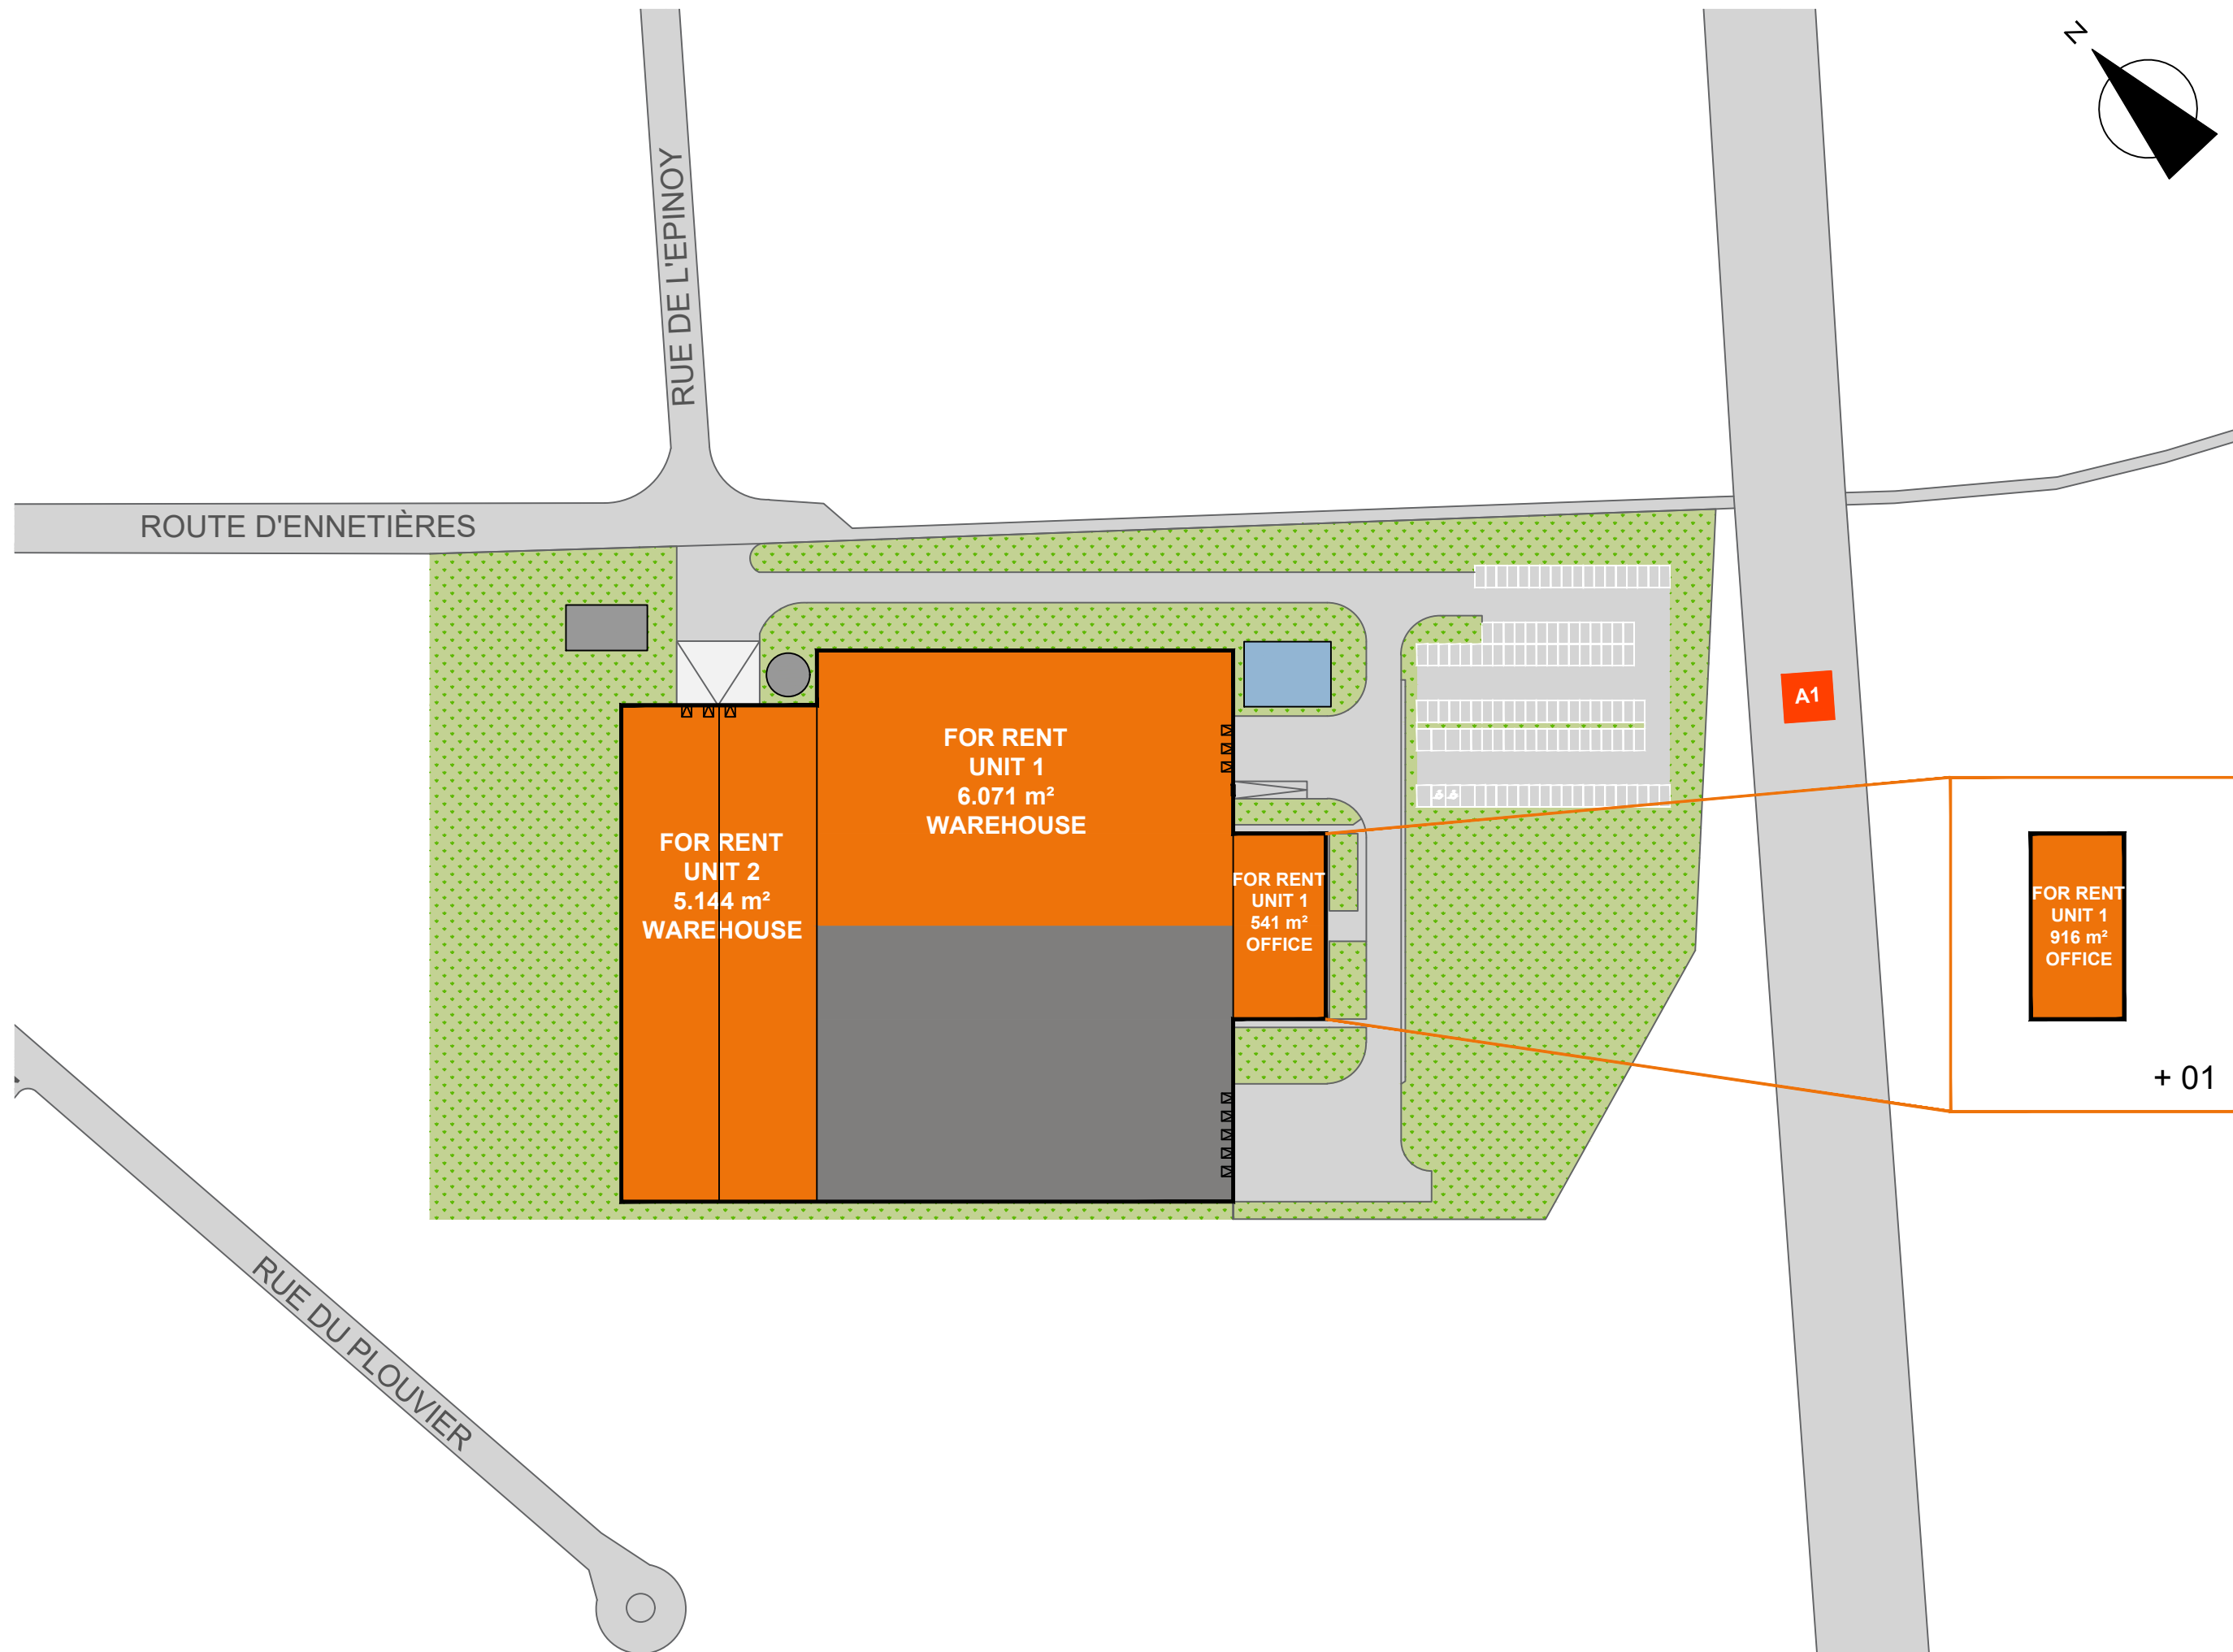 N
RUE DE L'EPINOY
ROUTE D'ENNETIÈRES
A1
FOR RENT
UNIT 1
6.071 m²
WAREHOUSE
FOR RENT
UNIT 2
5.144 m²
WAREHOUSE
FOR RENT
UNIT 1
541 m²
OFFICE
FOR RENT
UNIT 1
916 m²
OFFICE
+ 01
RUE DU PLOUVIER